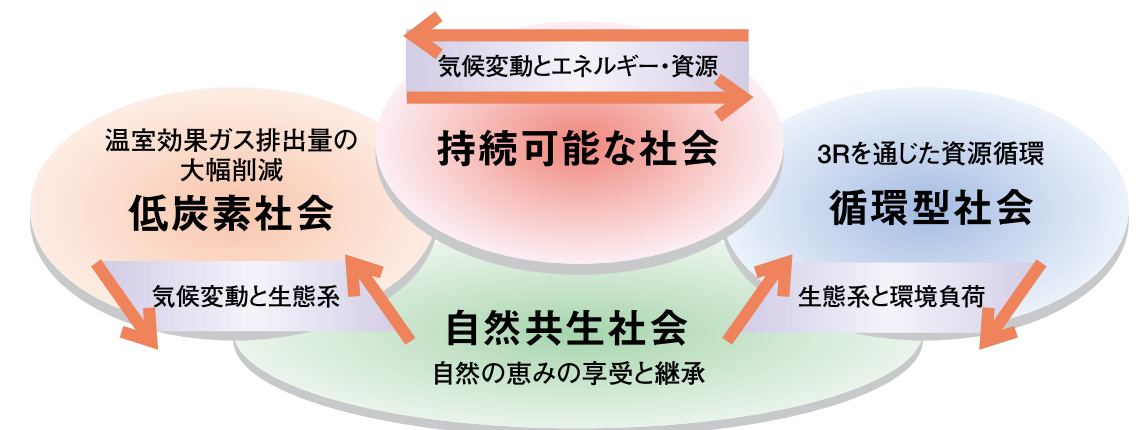 気候変動とエネルギー・資源
持続可能な社会
温室効果ガス排出量の
大幅削減
低炭素社会
3Rを通じた資源循環
循環型社会
気候変動と生態系
生態系と環境負荷
自然共生社会
自然の恵みの享受と継承